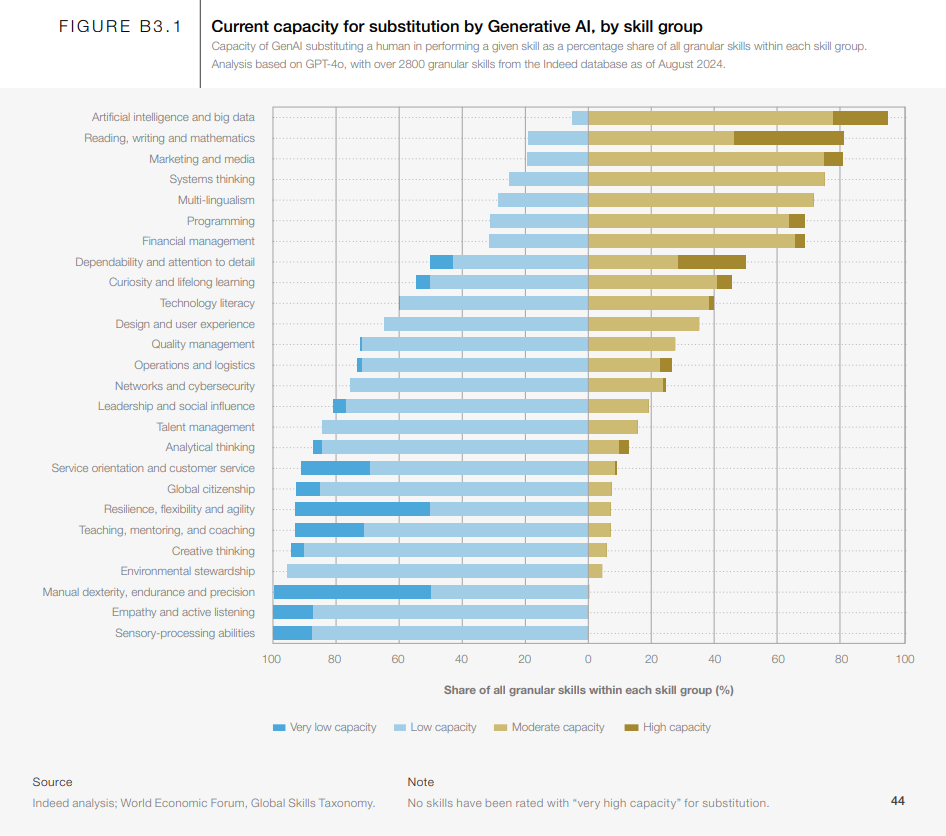 FIGURE B3.1
Current capacity for substitution by Generative AI, by skill group
Capacity of GenAI substituting a human in performing a given skill as a percentage share of all granular skills within each skill group.
Analysis based on GPT-4o, with over 2800 granular skills from the Indeed database as of August 2024.
Artificial intelligence and big data
Reading, writing and mathematics
Marketing and media
Systems thinking
Multi-lingualism
Programming
Financial management
Dependability and attention to detail
Curiosity and lifelong learning
Technology literacy
Design and user experience
Quality management
Operations and logistics
Networks and cybersecurity
Leadership and social influence
Talent management
Analytical thinking
Service orientation and customer service
Global citizenship
Resilience, flexibility and agility
Teaching, mentoring, and coaching
Creative thinking
Environmental stewardship
Manual dexterity, endurance and precision
Empathy and active listening
Sensory-processing abilities
100 80 60 40 20 0 20 40 60 80 100
Share of all granular skills within each skill group (%)
Very low capacity Low capacity Moderate capacity High capacity
Source
Indeed analysis; World Economic Forum, Global Skills Taxonomy.
Note
No skills have been rated with “very high capacity” for substitution.
44